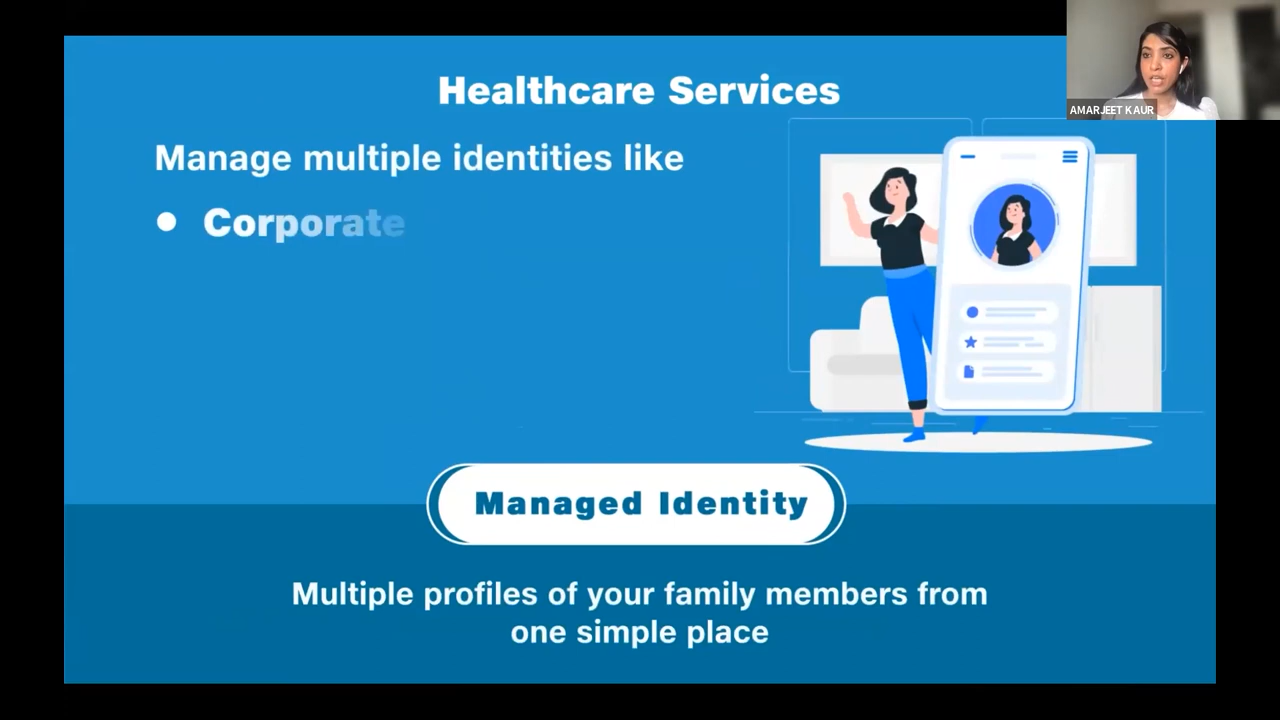 Healthcare Services
AMARJEET KAUR
Manage multiple identities like
Corporate
Managed Identity
Multiple profiles of your family members from
one simple place